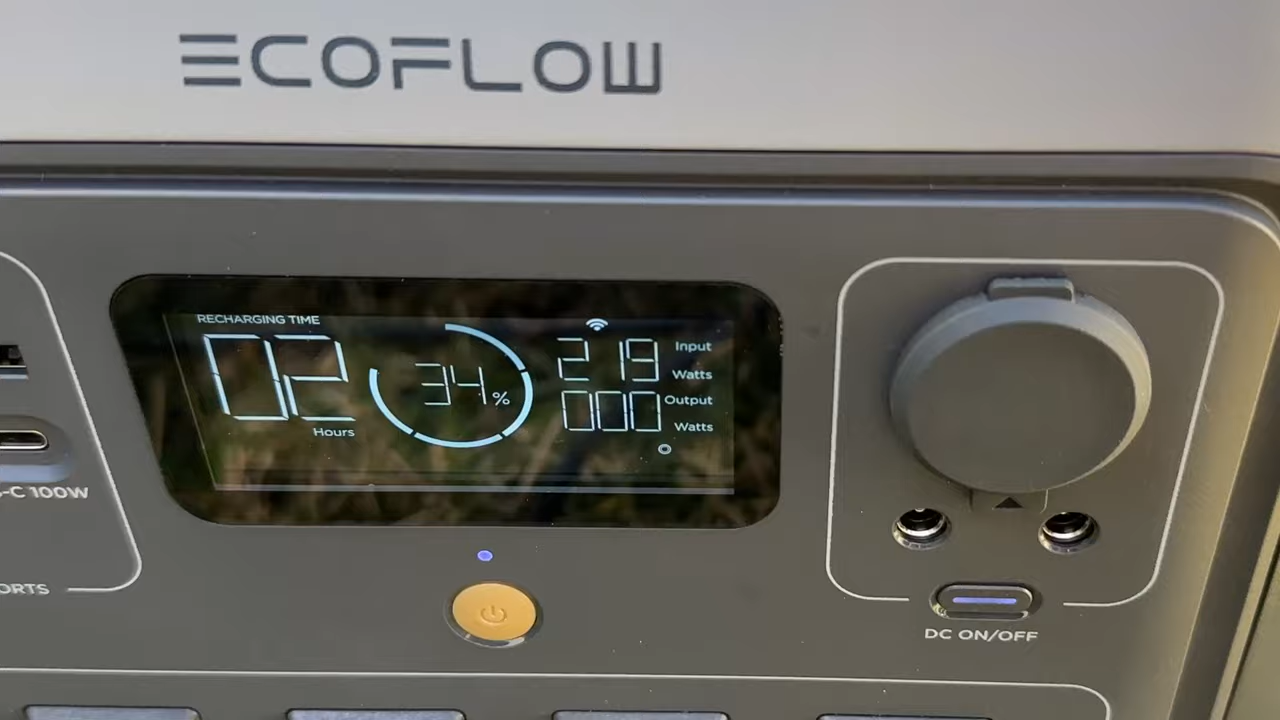 ECOFLOW
RECHARGING TIME
02
Hours
34%
219 Input
Watts
000 Output
Watts
-C 100W
ORTS
DC ON/OFF